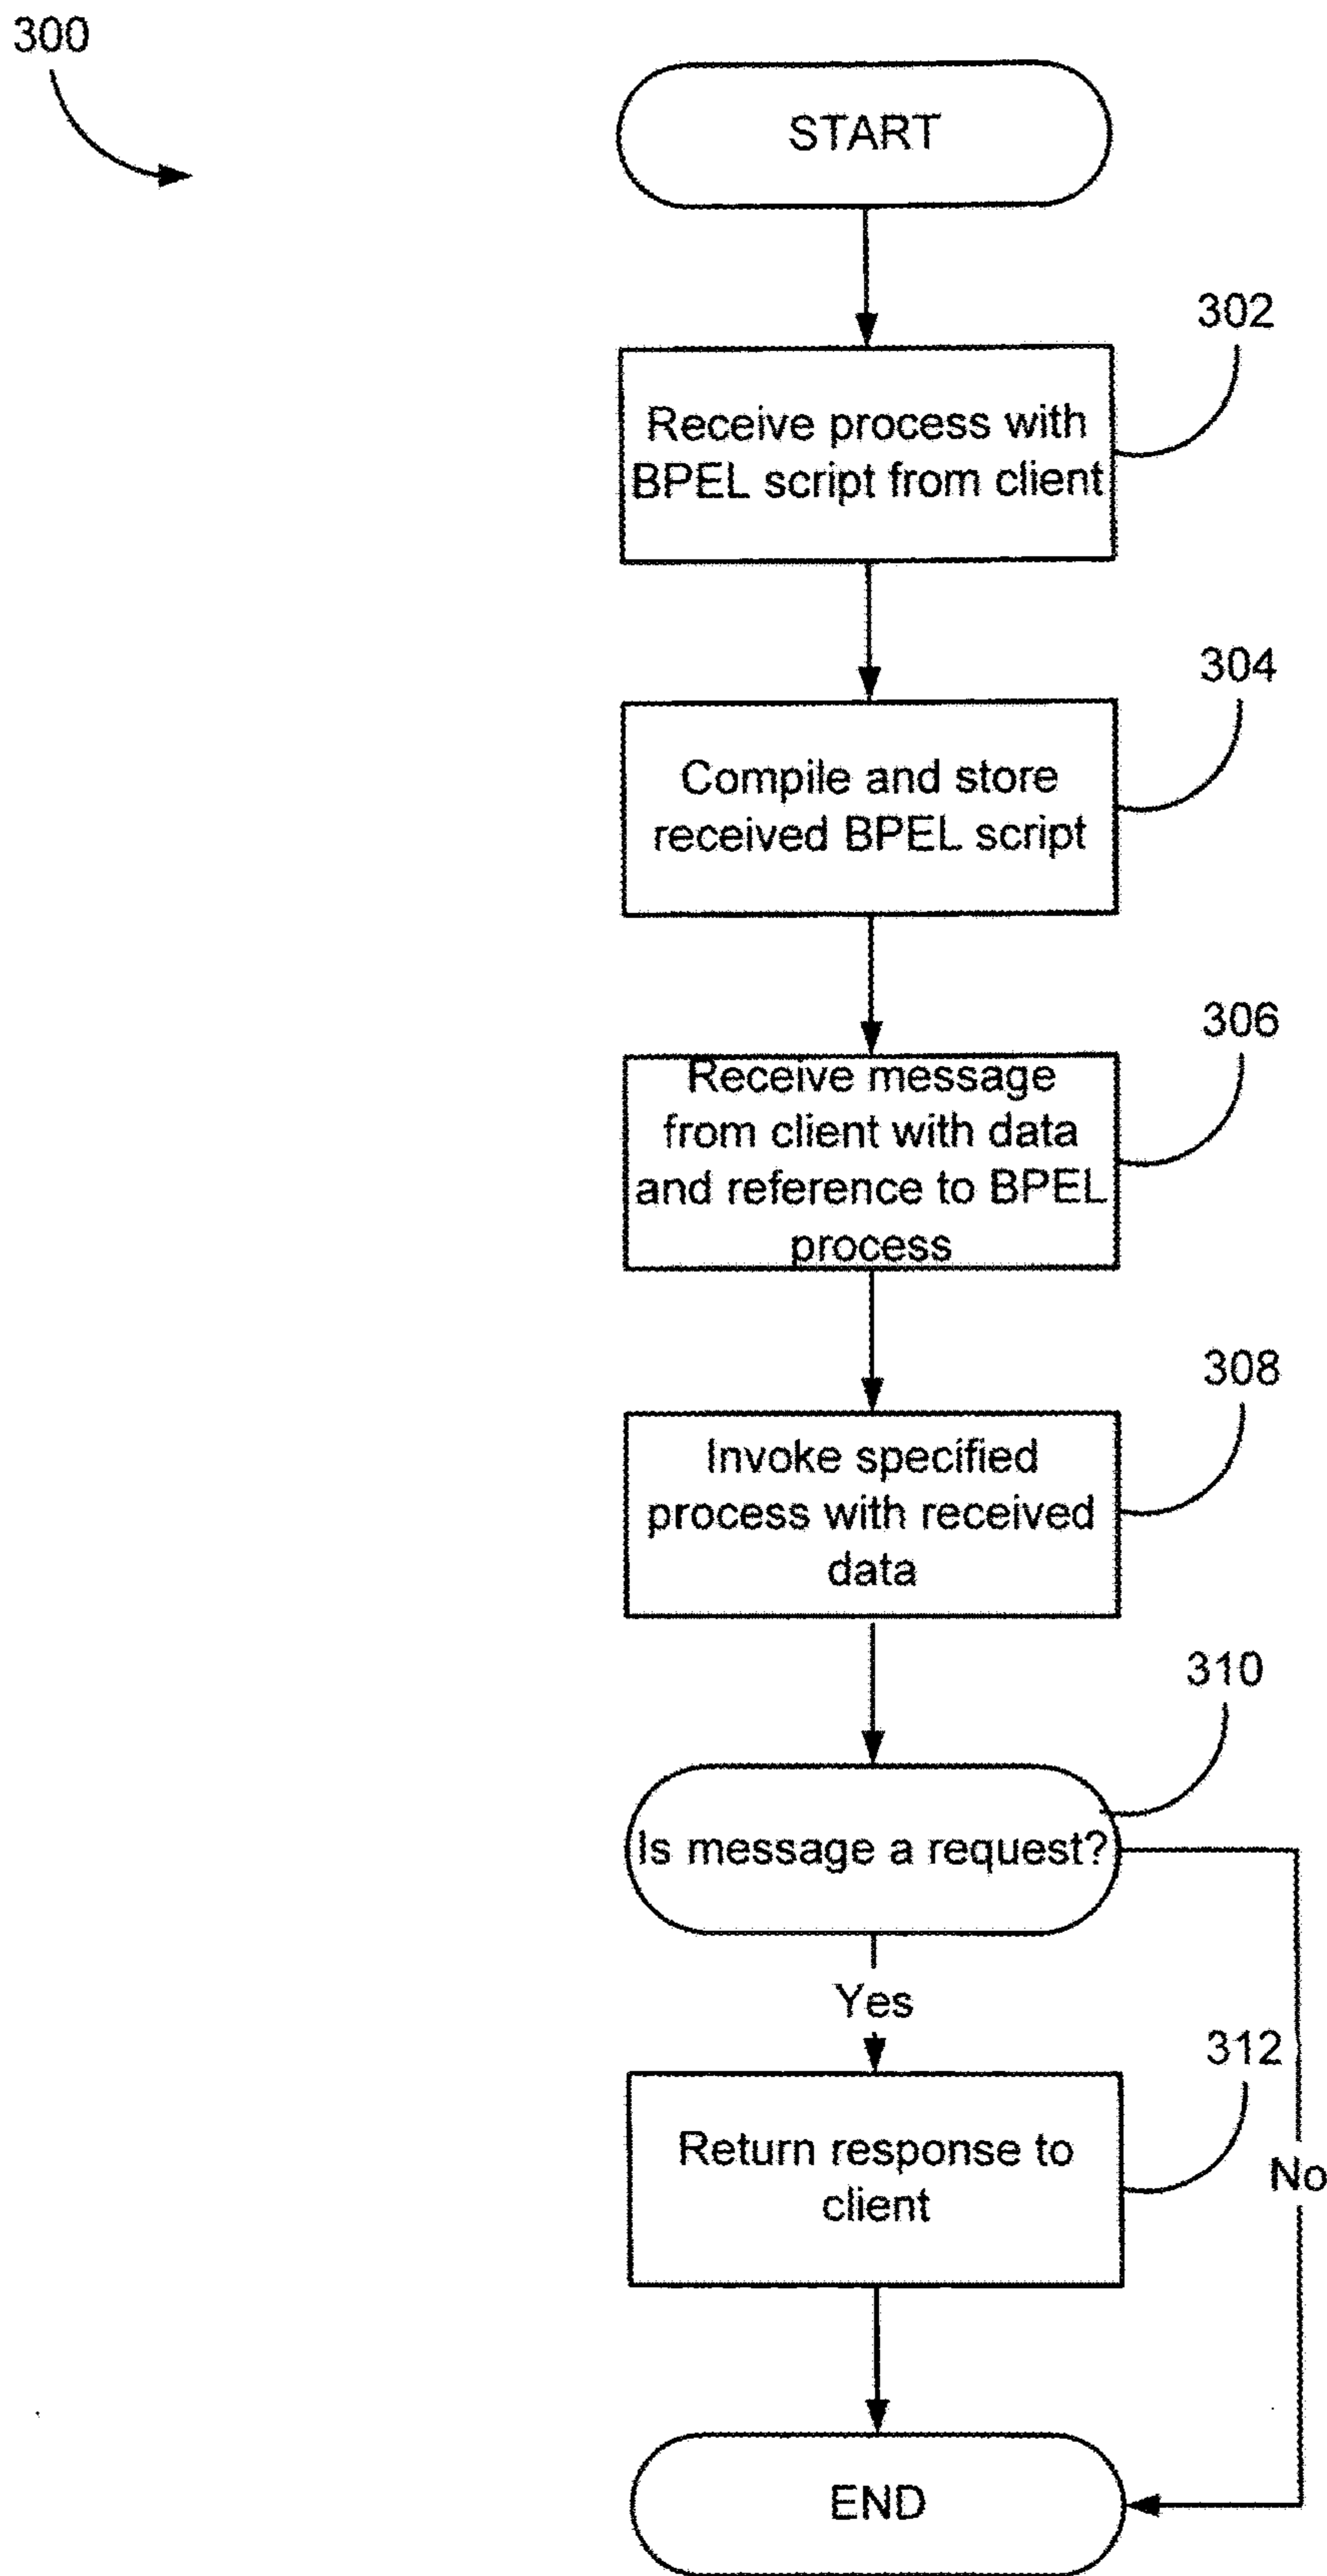 300
START
302
Receive process with
BPEL script from client
304
Compile and store
received BPEL script
306
Receive message
from client with data
and reference to BPEL
process
308
Invoke specified
process with received
data
310
Is message a request?
Yes
312
Return response to
client
No
END